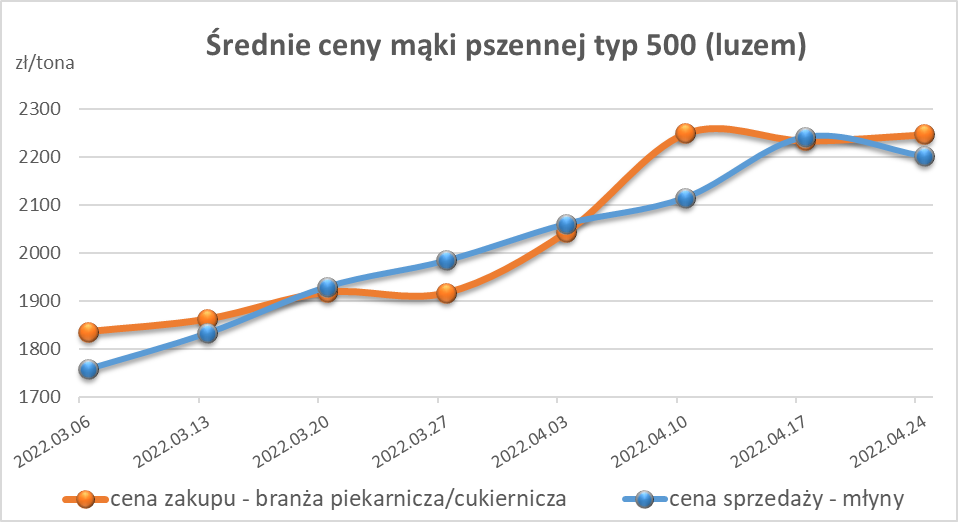 Średnie ceny mąki pszennej typ 500 (luzem)
zł/tona
2300
2200
2100
2000
1900
1800
1700
2022.03.06 2022.03.13 2022.03.20 2022.03.27 2022.04.03 2022.04.10 2022.04.17 2022.04.24
cena zakupu - branża piekarnicza/cukiernicza cena sprzedaży - młyny